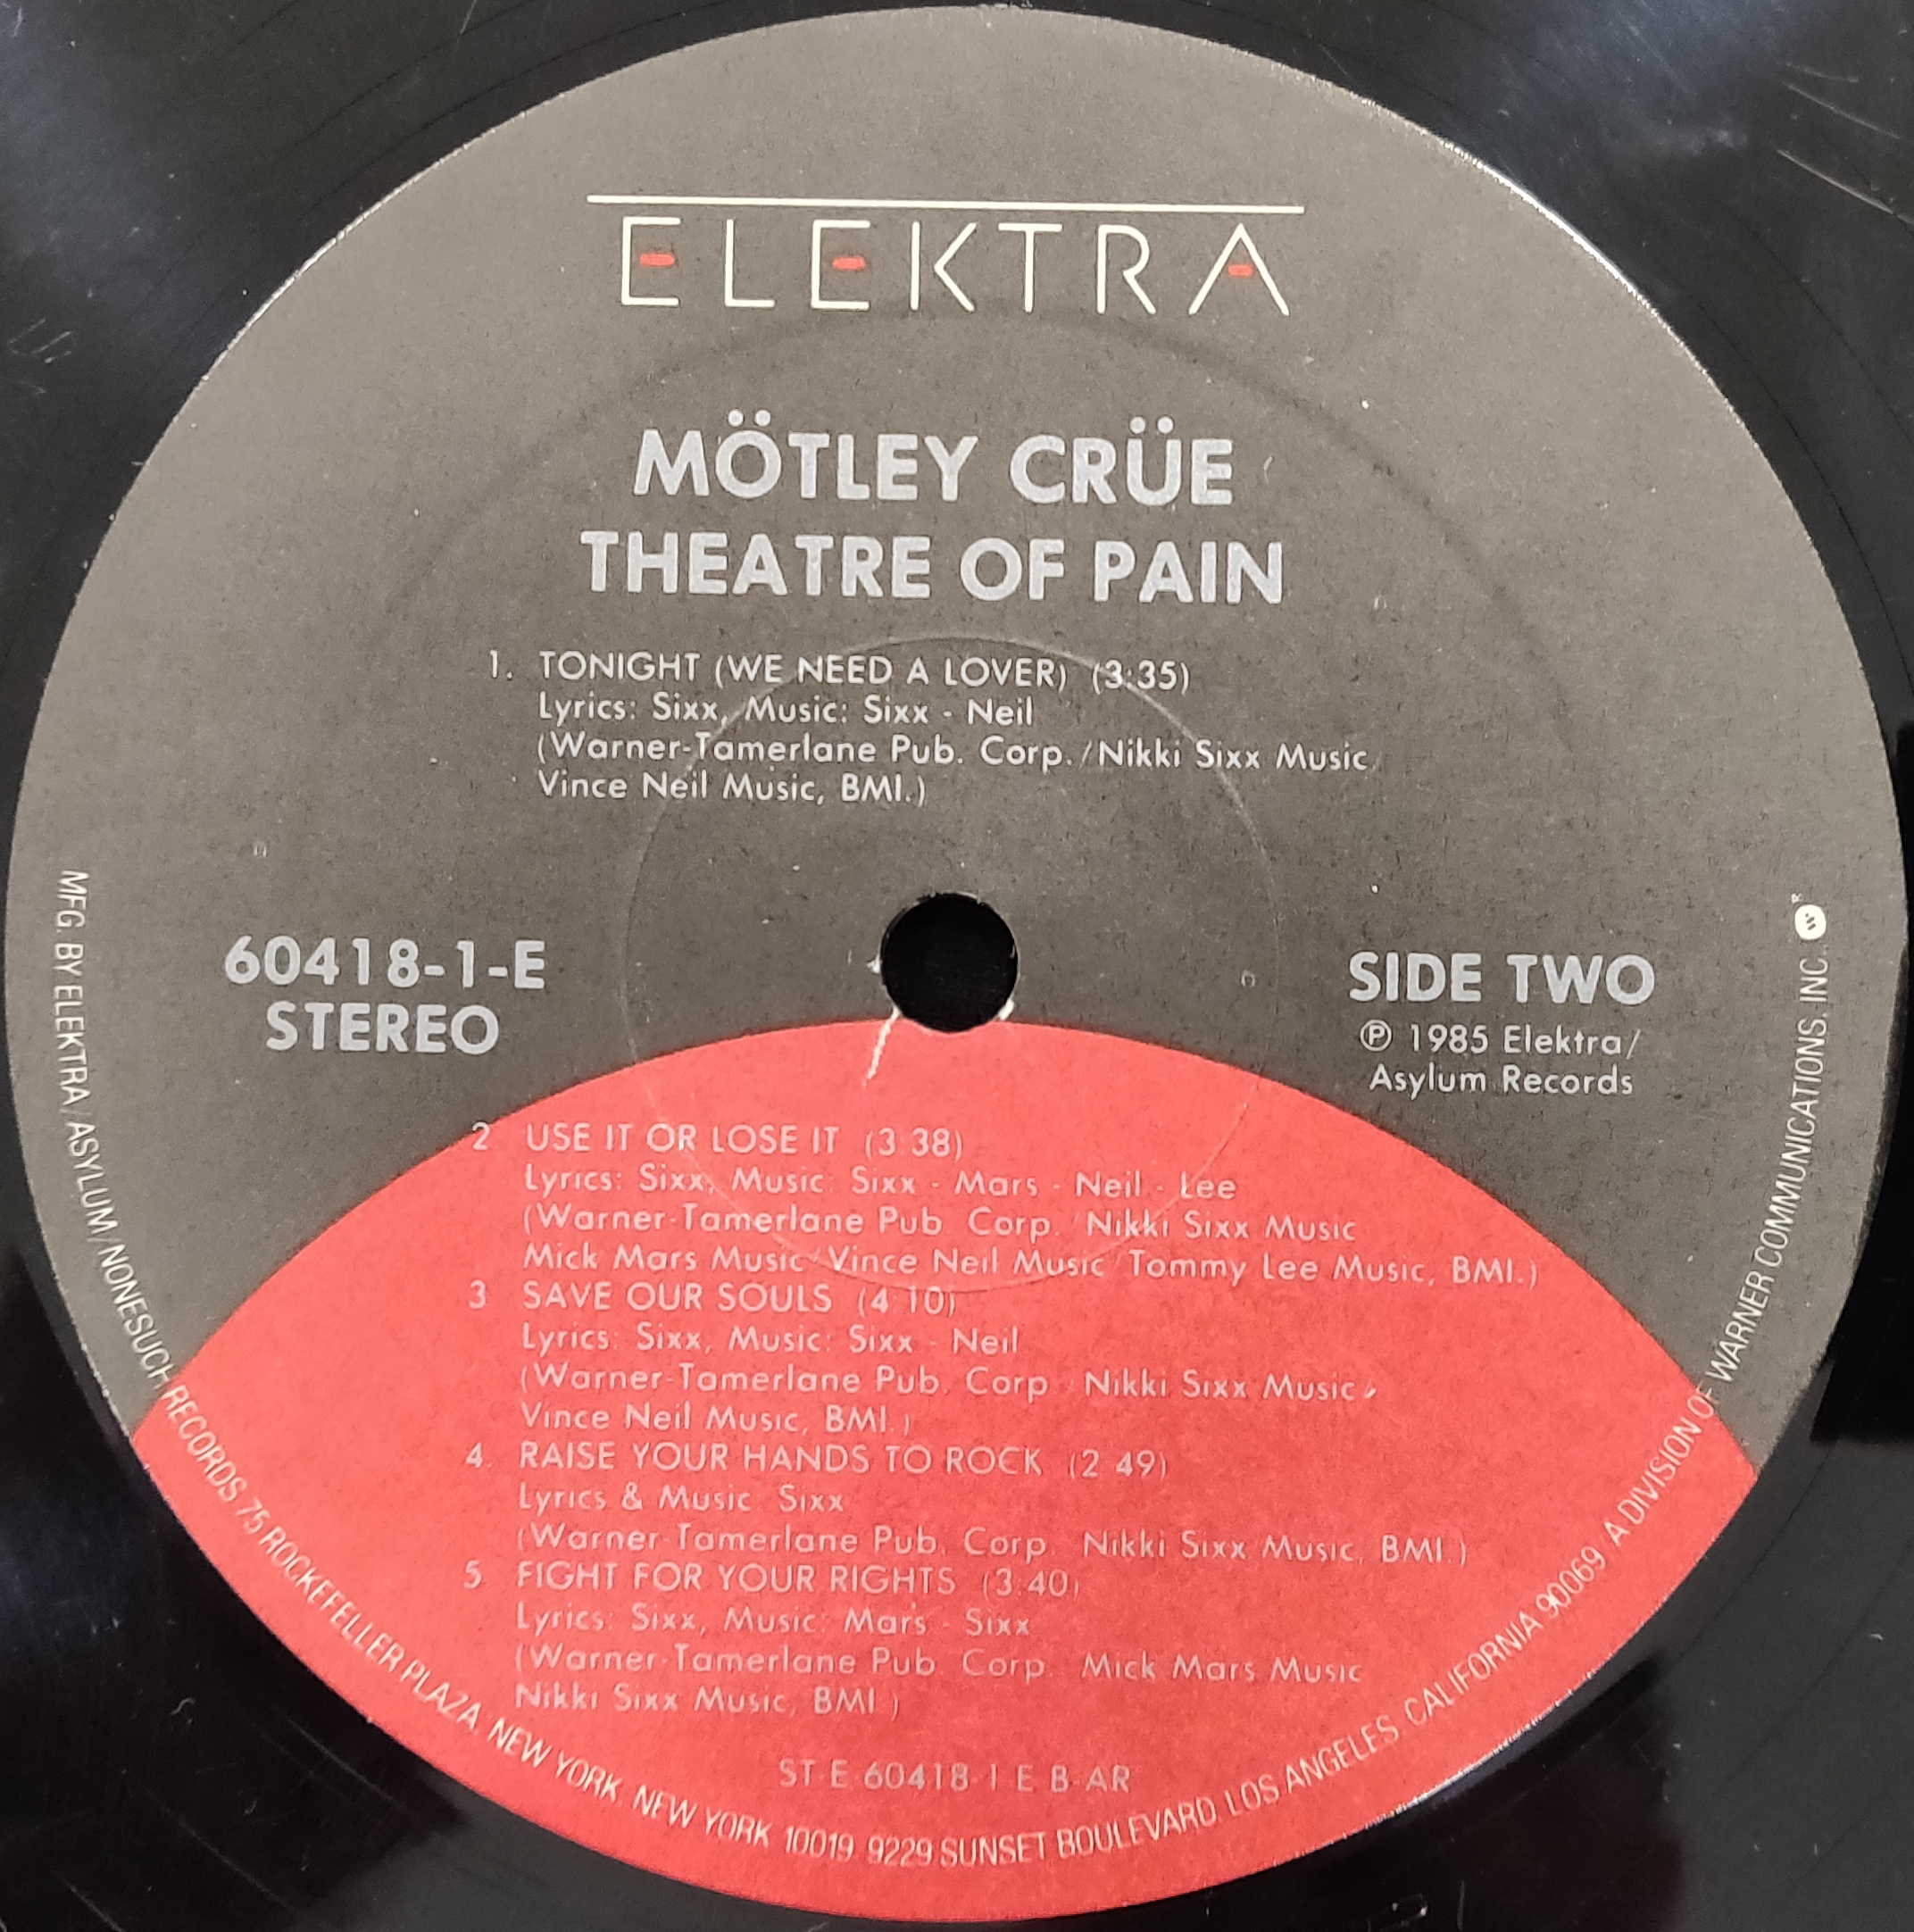 ELEKTRA
MÖTLEY CRÜE
THEATRE OF PAIN
1. TONIGHT (WE NEED A LOVER) (3:35)
Lyrics: Sixx, Music: Sixx - Neil
(Warner-Tamerlane Pub. Corp./Nikki Sixx Music
Vince Neil Music, BMI.)
60418-1-E
STEREO
SIDE TWO
℗ 1985 Elektra/
Asylum Records
2 USE IT OR LOSE IT (3 38)
Lyrics: Sixx, Music: Sixx - Mars - Neil - Lee
(Warner-Tamerlane Pub Corp. Nikki Sixx Music
Mick Mars Music/Vince Neil Music/Tommy Lee Music, BMI.)
3 SAVE OUR SOULS (4 10)
Lyrics: Sixx, Music: Sixx - Neil
(Warner-Tamerlane Pub. Corp Nikki Sixx Music
Vince Neil Music, BMI.)
4. RAISE YOUR HANDS TO ROCK (2 49)
Lyrics & Music Sixx
(Warner-Tamerlane Pub. Corp. Nikki Sixx Music, BMI.)
5 FIGHT FOR YOUR RIGHTS (3:40)
Lyrics: Sixx, Music: Mars - Sixx
(Warner-Tamerlane Pub. Corp. Mick Mars Music
Nikki Sixx Music, BMI.)
ST-E-60418-1 E B-AR
MFG. BY ELEKTRA/ASYLUM/NONESUCH RECORDS 75 ROCKEFELLER PLAZA, NEW YORK, NEW YORK 10019 9229 SUNSET BOULEVARD, LOS ANGELES, CALIFORNIA 90069 A DIVISION OF WARNER COMMUNICATIONS, INC. ®